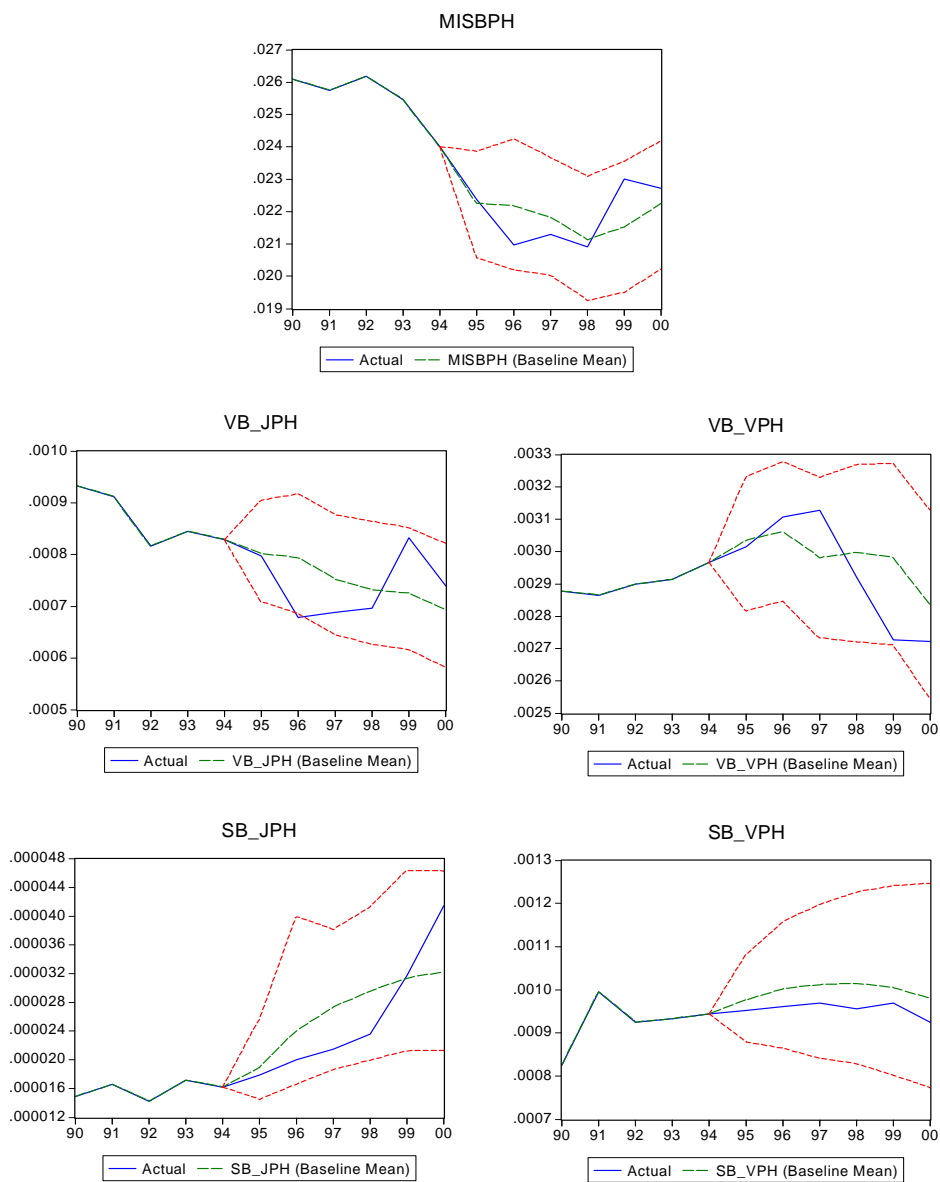 MISBPH
.027
.026
.025
.024
.023
.022
.021
.020
.019
90 91 92 93 94 95 96 97 98 99 00
Actual MISBPH (Baseline Mean)
VB_JPH
.0010
.0009
.0008
.0007
.0006
.0005
90 91 92 93 94 95 96 97 98 99 00
Actual VB_JPH (Baseline Mean)
VB_VPH
.0033
.0032
.0031
.0030
.0029
.0028
.0027
.0026
.0025
90 91 92 93 94 95 96 97 98 99 00
Actual VB_VPH (Baseline Mean)
SB_JPH
.000048
.000044
.000040
.000036
.000032
.000028
.000024
.000020
.000016
.000012
90 91 92 93 94 95 96 97 98 99 00
Actual SB_JPH (Baseline Mean)
SB_VPH
.0013
.0012
.0011
.0010
.0009
.0008
.0007
90 91 92 93 94 95 96 97 98 99 00
Actual SB_VPH (Baseline Mean)